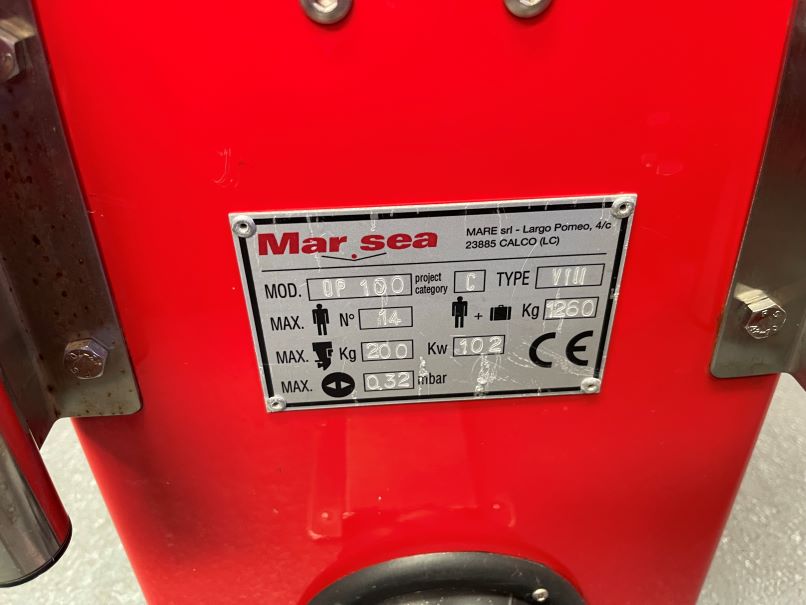 Mar.sea
MARE srl - Largo Pomeo, 4/c
23885 CALCO (LC)
MOD. OP 100 project category C TYPE VIII
MAX. N° 14 + Kg 1260
MAX. Kg 200 Kw 102
MAX. 0,32 mbar
CE